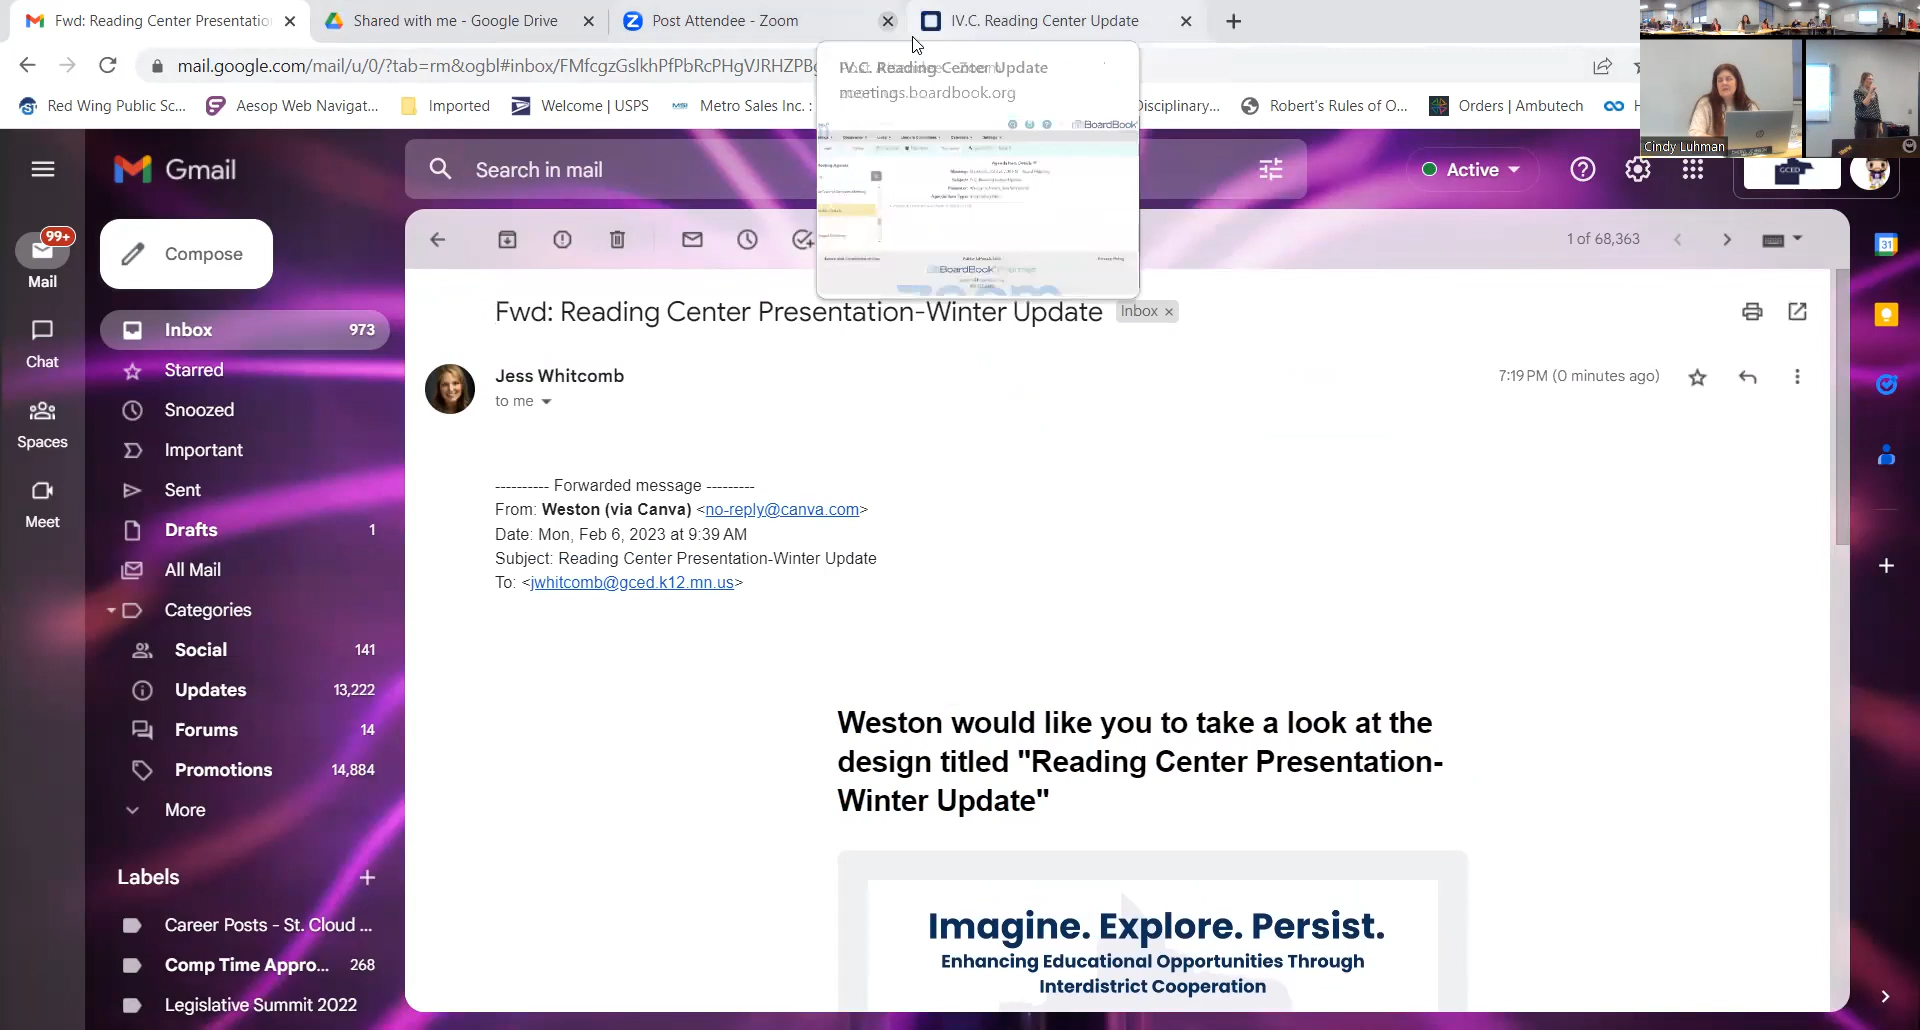 Fwd: Reading Center Presentatio
Shared with me - Google Drive
Post Attendee - Zoom
IV.C. Reading Center Update
mail.google.com/mail/u/0/?tab=rm&ogbl#inbox/FMfcgzGslkhPfPbRcPHgVJRHZPB
IV.C. Reading Center Update
meetings.boardbook.org
Red Wing Public Sc...
Aesop Web Navigat...
Imported
Welcome | USPS
Metro Sales Inc. :
Disciplinary...
Robert's Rules of O...
Orders | Ambutech
Cindy Luhman
BoardBook
Gmail
Search in mail
Active
GCED
99+
Mail
Compose
1 of 68,363
31
BoardBook
zoom
Fwd: Reading Center Presentation-Winter Update
Inbox ×
Inbox 973
Chat
Starred
Jess Whitcomb
7:19 PM (0 minutes ago)
to me
Snoozed
Spaces
Important
---------- Forwarded message ---------
Sent
From: Weston (via Canva) <no-reply@canva.com>
Meet
Drafts 1
Date: Mon, Feb 6, 2023 at 9:39 AM
Subject: Reading Center Presentation-Winter Update
All Mail
To: <jwhitcomb@gced.k12.mn.us>
Categories
Social 141
Updates 13,222
Forums 14
Promotions 14,884
More
Weston would like you to take a look at the
design titled "Reading Center Presentation-
Winter Update"
Labels
Career Posts - St. Cloud ...
Comp Time Appro... 268
Legislative Summit 2022
Imagine. Explore. Persist.
Enhancing Educational Opportunities Through
Interdistrict Cooperation